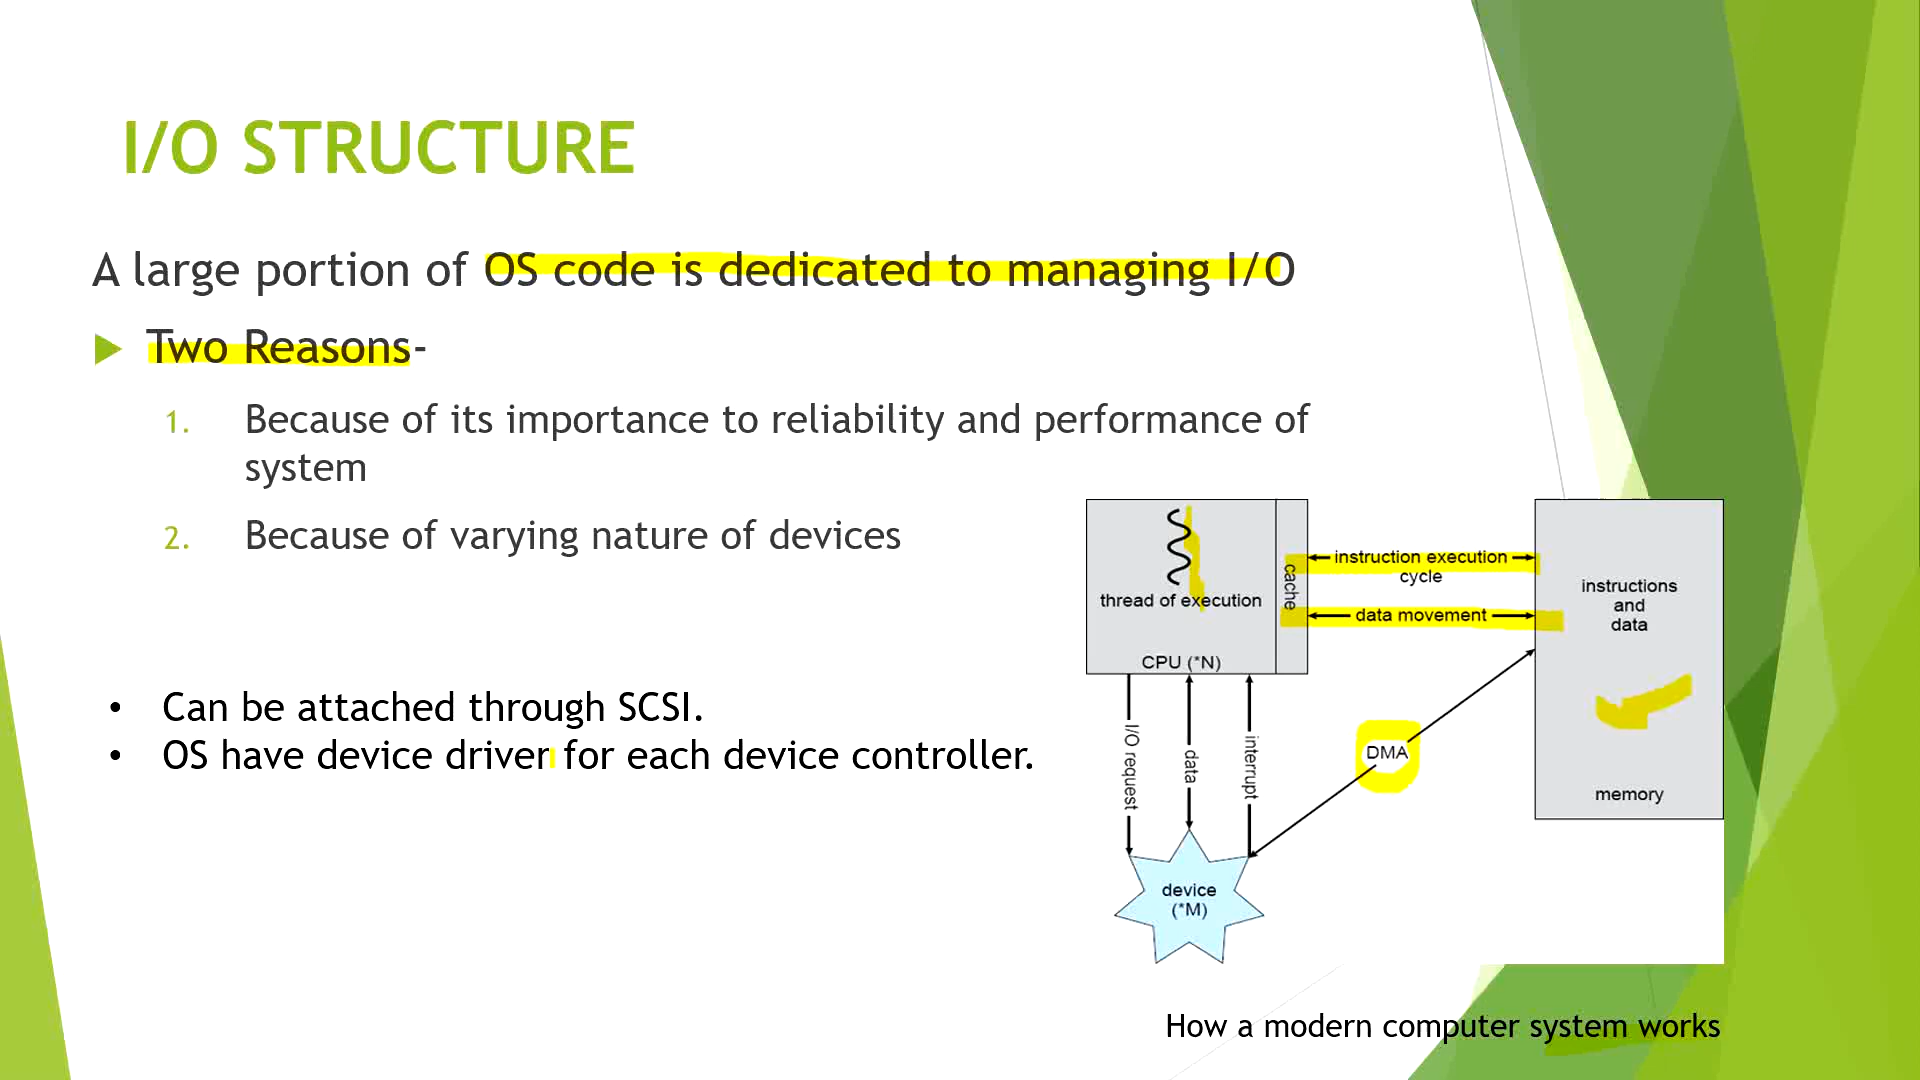 I/O STRUCTURE
A large portion of OS code is dedicated to managing I/O
Two Reasons-
1. Because of its importance to reliability and performance of
system
2. Because of varying nature of devices
• Can be attached through SCSI.
• OS have device driver for each device controller.
thread of execution
CPU (*N)
cache
instruction execution
cycle
data movement
instructions
and
data
memory
I/O request
data
interrupt
DMA
device
(*M)
How a modern computer system works